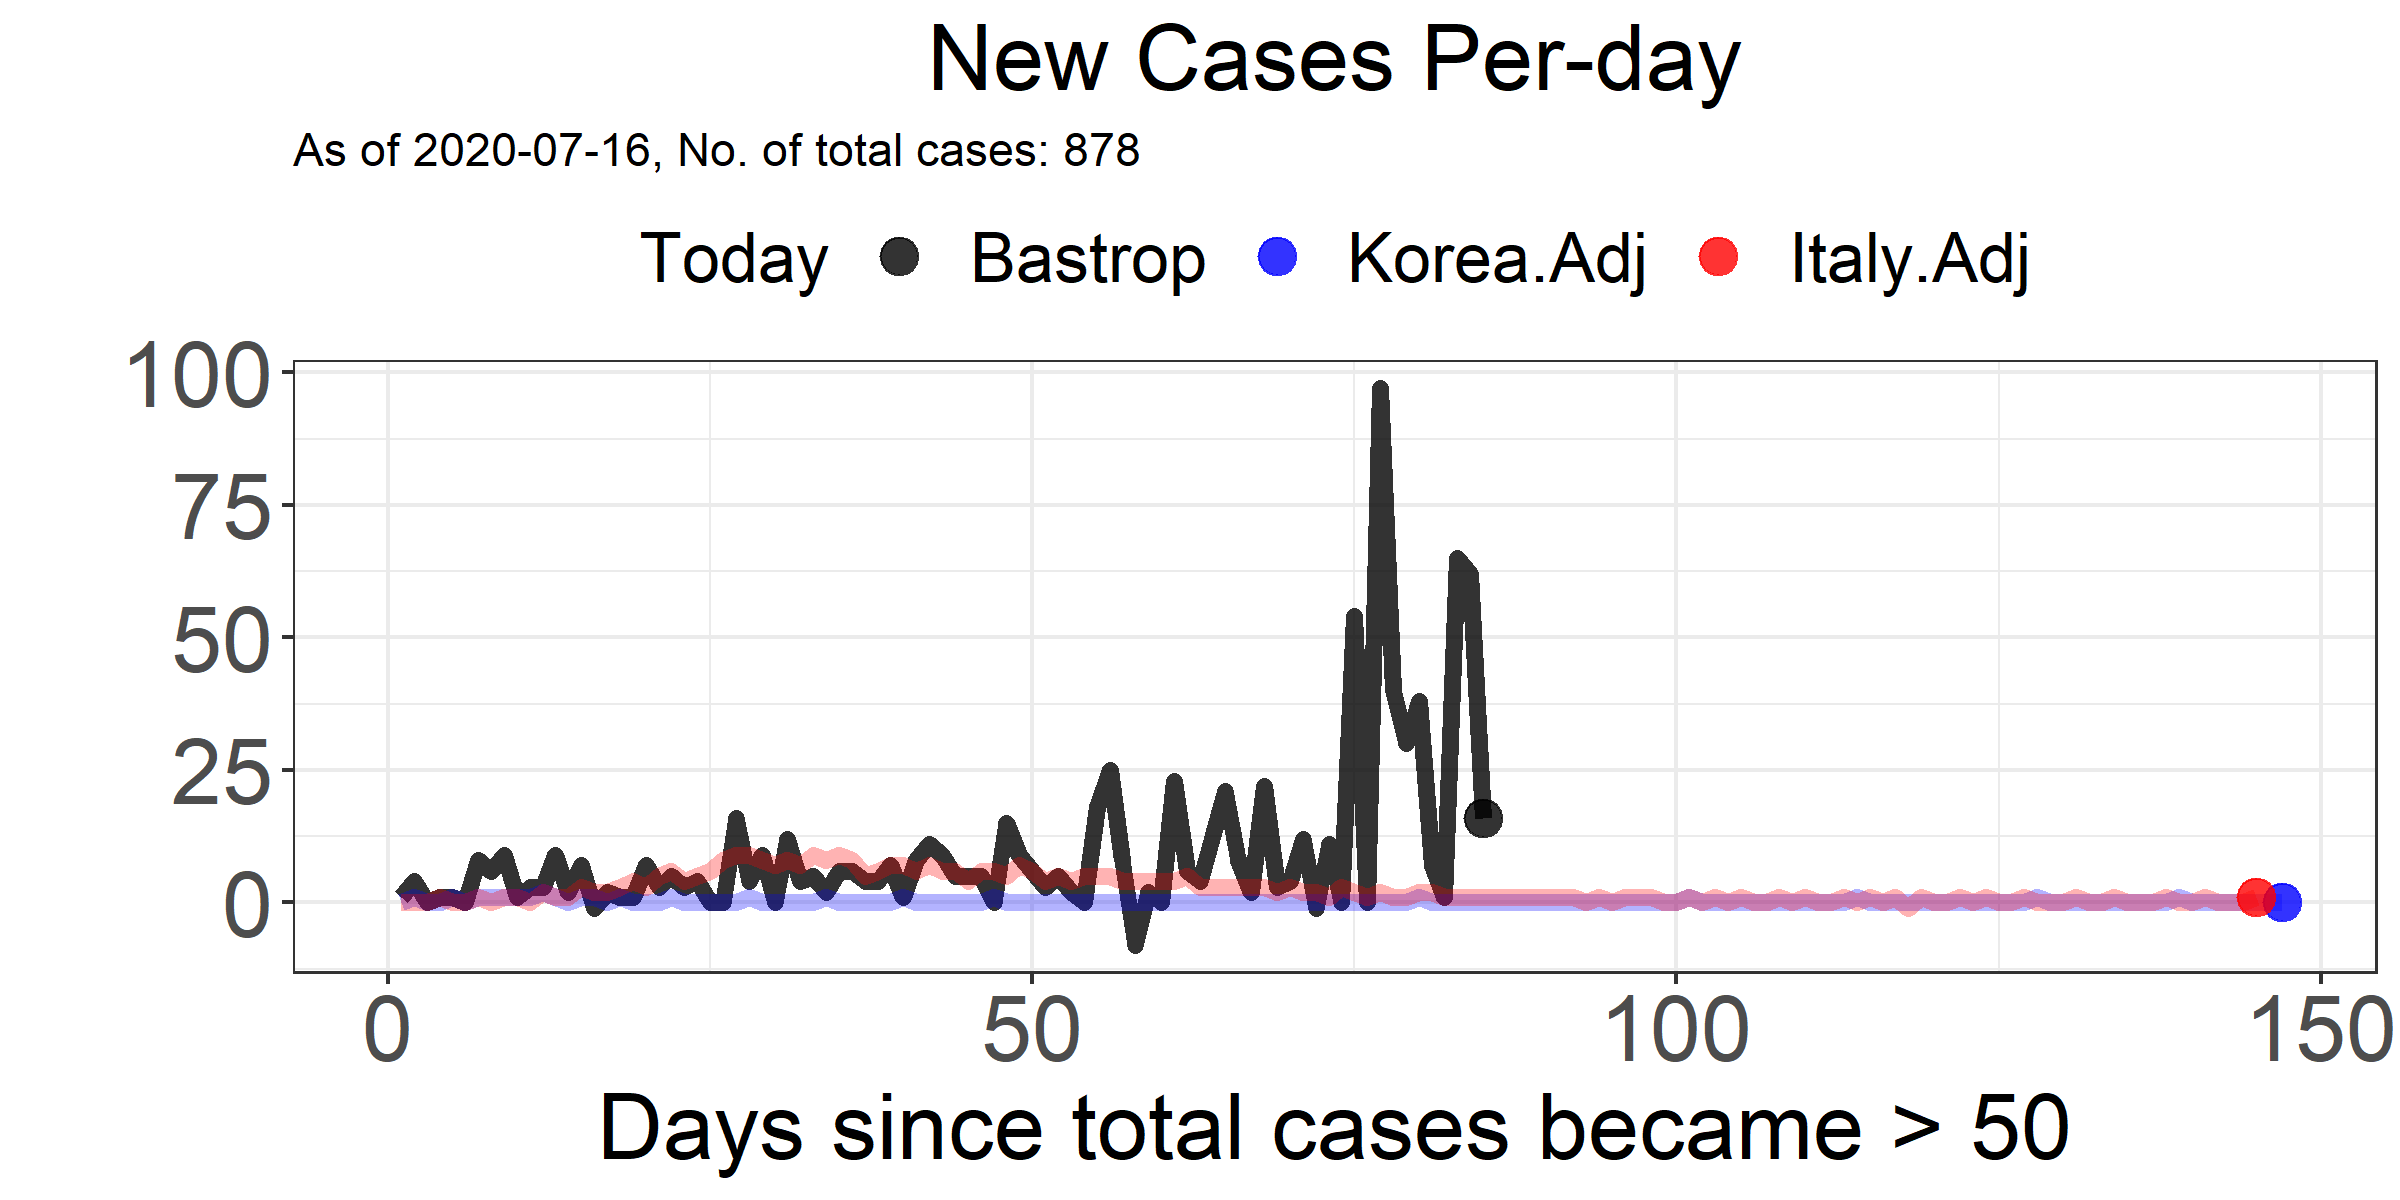 New Cases Per-day
As of 2020-07-16, No. of total cases: 878
Today Bastrop Korea.Adj Italy.Adj
100
75
50
25
0
0 50 100 150
Days since total cases became > 50